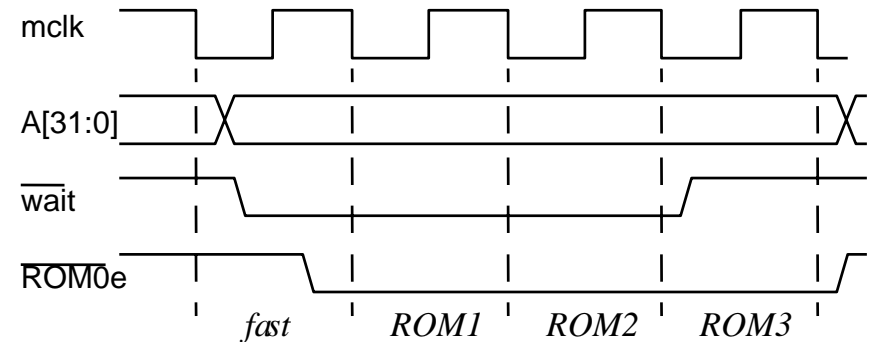 mclk
A[31:0]
wait
ROM0e
fast ROM1 ROM2 ROM3